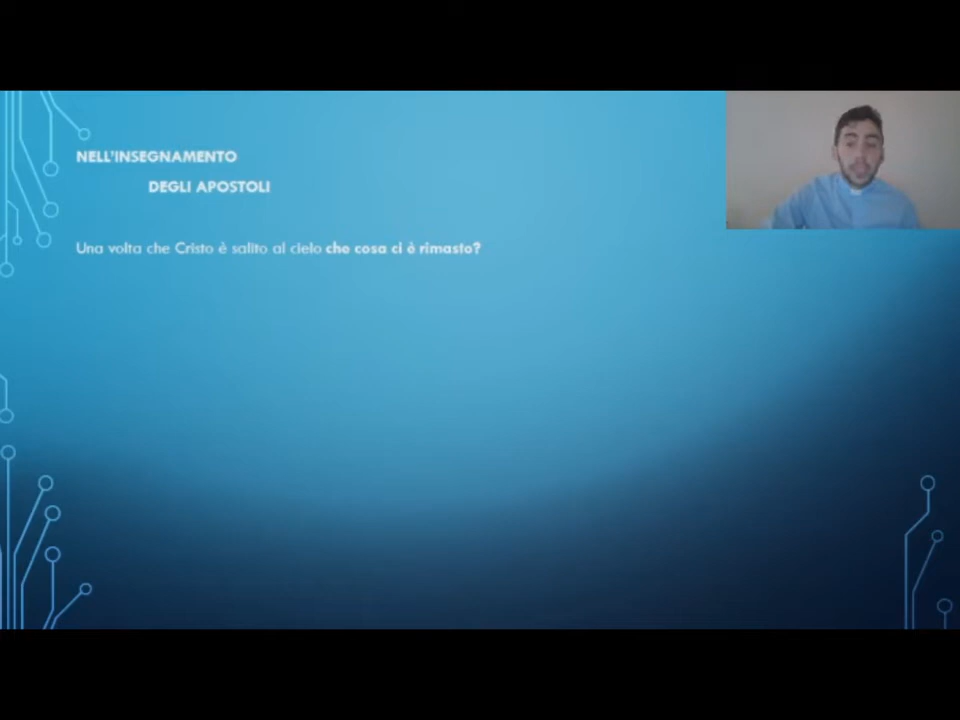 NELL'INSEGNAMENTO
DEGLI APOSTOLI
Una volta che Cristo è salito al cielo che cosa ci è rimasto?